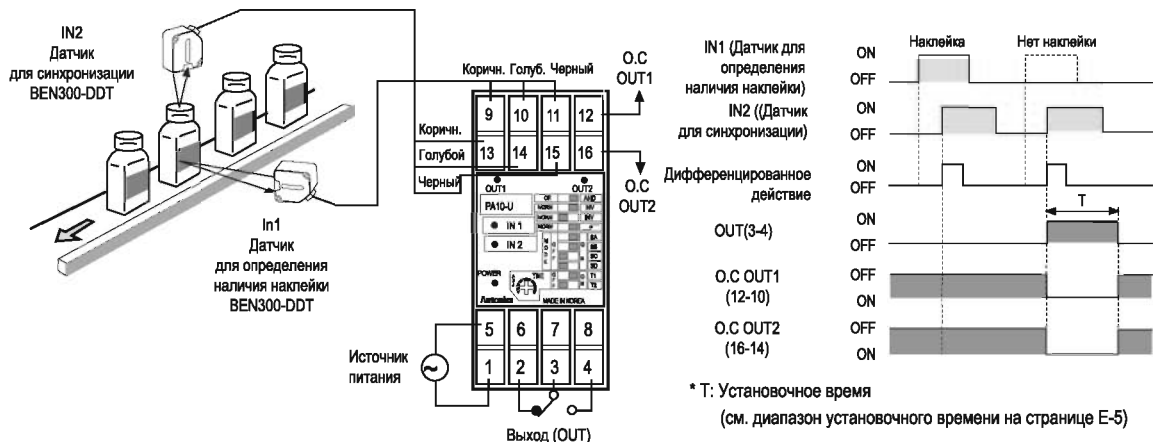 IN2
Датчик
для синхронизации
BEN300-DDT
In1
Датчик
для определения
наличия наклейки
BEN300-DDT
Коричн. Голуб. Черный
O.C
OUT1
9 10 11 12
Коричн.
Голубой
Черный
13 14 15 16
O.C
OUT2
OUT1 OUT2
PA10-U
IN 1
IN 2
POWER
TIME
Autonics MADE IN KOREA
5 6 7 8
1 2 3 4
Источник
питания
Выход (OUT)
Наклейка Нет наклейки
IN1 (Датчик для
определения
наличия наклейки)
ON
OFF
IN2 ((Датчик
для синхронизации)
ON
OFF
Дифференцированное
действие
ON
OFF
T
OUT(3-4)
ON
OFF
O.C OUT1
(12-10)
OFF
ON
O.C OUT2
(16-14)
OFF
ON
* T: Установочное время
(см. диапазон установочного времени на странице E-5)